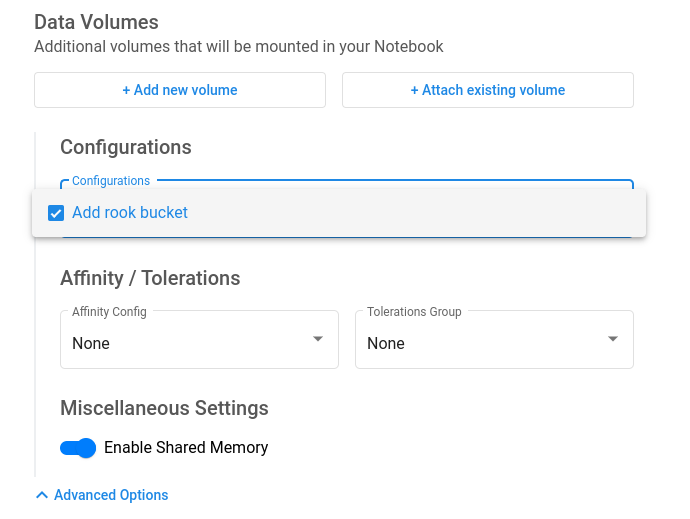 Data Volumes
Additional volumes that will be mounted in your Notebook
+ Add new volume
+ Attach existing volume
Configurations
Configurations
Add rook bucket
Affinity / Tolerations
Affinity Config
Tolerations Group
None
None
Miscellaneous Settings
Enable Shared Memory
Advanced Options